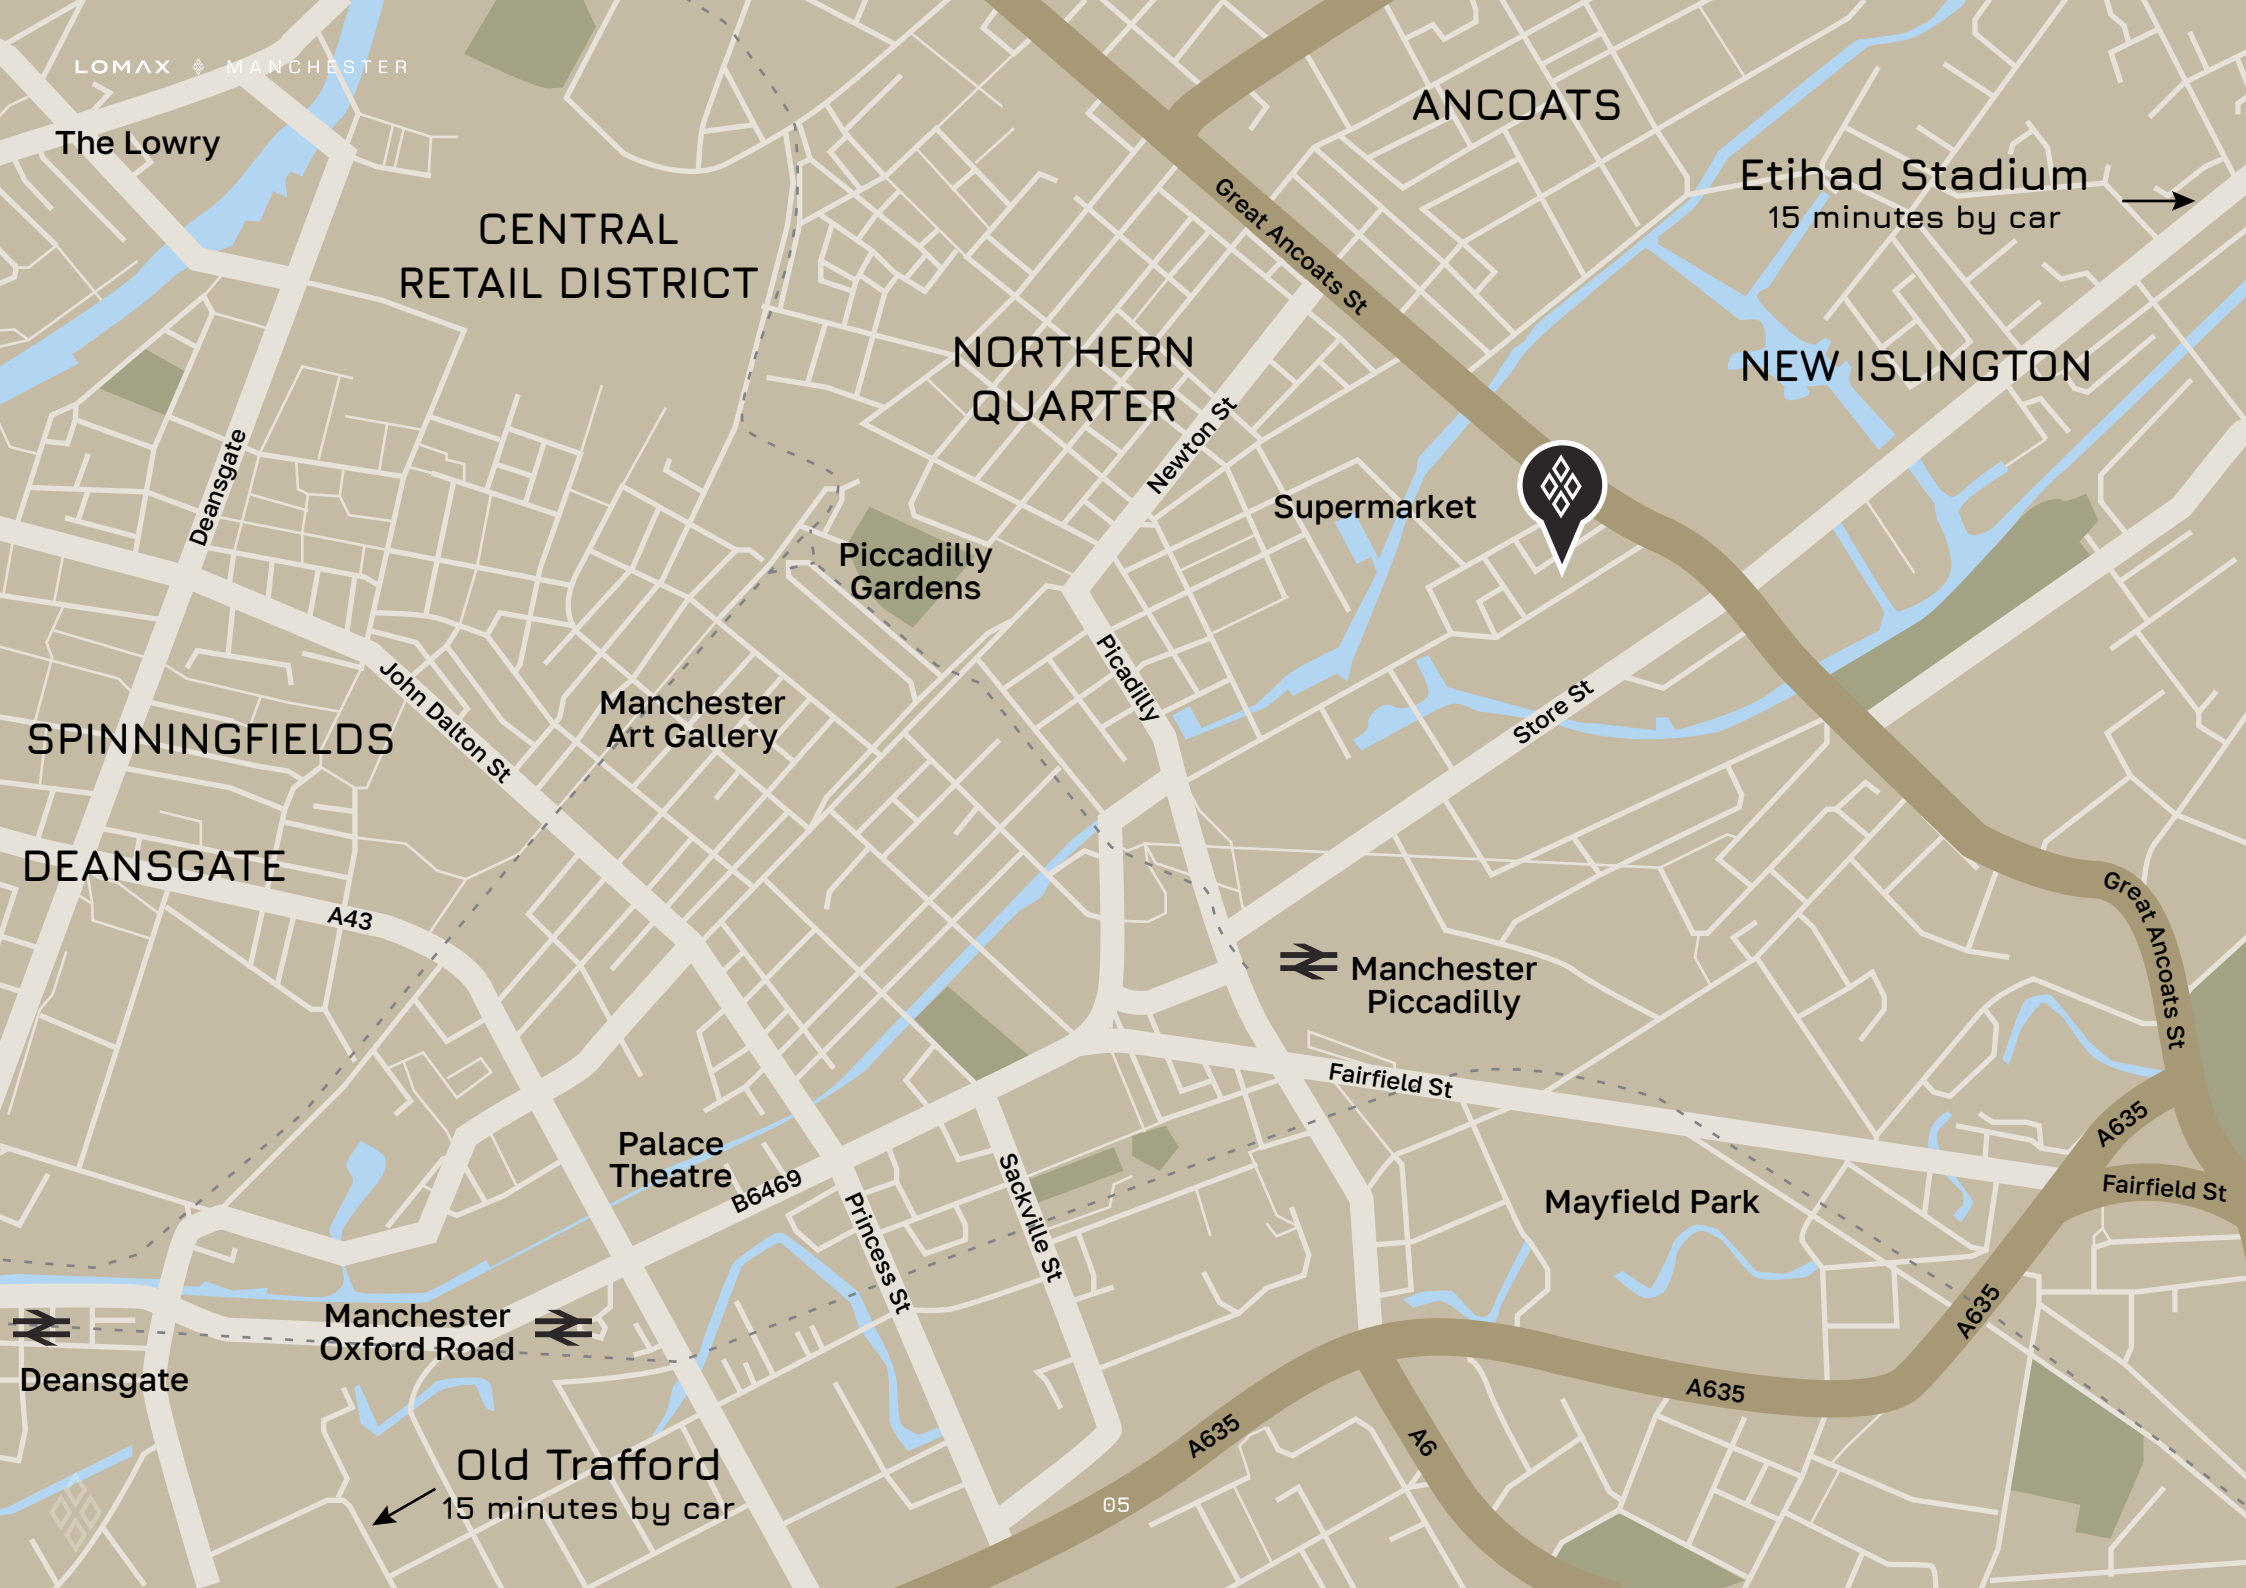 LOMAX MANCHESTER
The Lowry
ANCOATS
Etihad Stadium
15 minutes by car
CENTRAL
RETAIL DISTRICT
Great Ancoats St
NORTHERN
QUARTER
NEW ISLINGTON
Newton St
Deansgate
Supermarket
Piccadilly
Gardens
Picadilly
John Dalton St
Manchester
Art Gallery
Store St
SPINNINGFIELDS
DEANSGATE
A43
Great Ancoats St
Manchester
Piccadilly
Fairfield St
A635
Palace
Theatre
B6469
Sackville St
Princess St
Mayfield Park
Fairfield St
A635
Manchester
Oxford Road
Deansgate
A635
A635
A6
Old Trafford
15 minutes by car
05